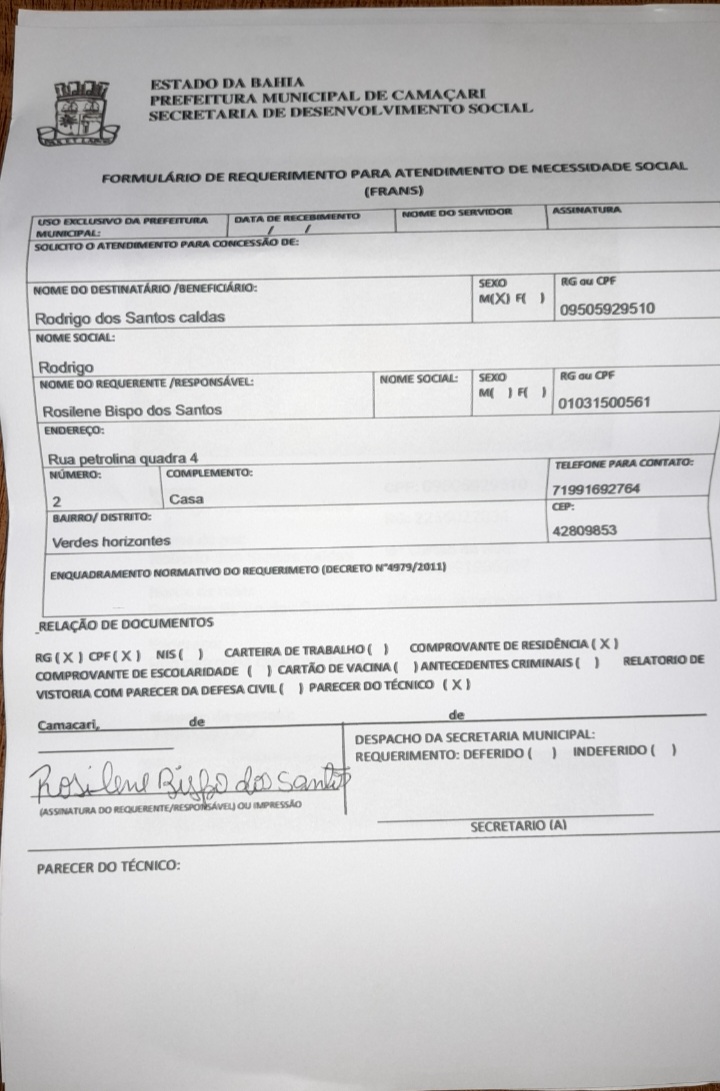 ESTADO DA BAHIA
PREFEITURA MUNICIPAL DE CAMAÇARI
SECRETARIA DE DESENVOLVIMENTO SOCIAL
FORMULÁRIO DE REQUERIMENTO PARA ATENDIMENTO DE NECESSIDADE SOCIAL
(FRANS)
USO EXCLUSIVO DA PREFEITURA MUNICIPAL:
DATA DE RECEBIMENTO
/ /
NOME DO SERVIDOR
ASSINATURA
SOLICITO O ATENDIMENTO PARA CONCESSÃO DE:
NOME DO DESTINATÁRIO /BENEFICIÁRIO:
Rodrigo dos Santos caldas
SEXO
M(X) F( )
RG ou CPF
09505929510
NOME SOCIAL:
Rodrigo
NOME DO REQUERENTE /RESPONSÁVEL:
Rosilene Bispo dos Santos
NOME SOCIAL:
SEXO
M( ) F( )
RG ou CPF
01031500561
ENDEREÇO:
Rua petrolina quadra 4
NÚMERO:
2
COMPLEMENTO:
Casa
TELEFONE PARA CONTATO:
71991692764
BAIRRO/ DISTRITO:
Verdes horizontes
CEP:
42809853
ENQUADRAMENTO NORMATIVO DO REQUERIMETO (DECRETO N°4979/2011)
RELAÇÃO DE DOCUMENTOS
RG ( X ) CPF ( X ) NIS ( ) CARTEIRA DE TRABALHO ( ) COMPROVANTE DE RESIDÊNCIA ( X )
COMPROVANTE DE ESCOLARIDADE ( ) CARTÃO DE VACINA ( ) ANTECEDENTES CRIMINAIS ( ) RELATORIO DE
VISTORIA COM PARECER DA DEFESA CIVIL ( ) PARECER DO TÉCNICO ( X )
Camacari, de de
DESPACHO DA SECRETARIA MUNICIPAL:
REQUERIMENTO: DEFERIDO ( ) INDEFERIDO ( )
Rosilene Bispo dos Santos
(ASSINATURA DO REQUERENTE/RESPONSÁVEL) OU IMPRESSÃO
SECRETARIO (A)
PARECER DO TÉCNICO: